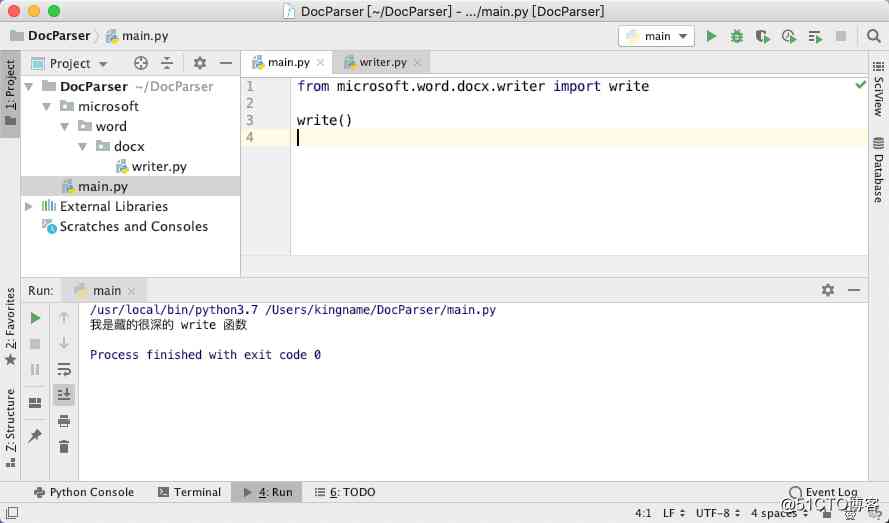 DocParser [~/DocParser] - .../main.py [DocParser]
DocParser main.py main
1: Project
Project
main.py writer.py
DocParser ~/DocParser
microsoft
word
docx
writer.py
main.py
External Libraries
Scratches and Consoles
1 from microsoft.word.docx.writer import write
2
3 write()
4
SciView
Database
Run: main
/usr/local/bin/python3.7 /Users/kingname/DocParser/main.py
我是藏的很深的 write 函数
Process finished with exit code 0
2: Favorites
Z: Structure
Python Console Terminal 4: Run 6: TODO Event Log
4:1 LF UTF-8 4 spaces
@51CTO博客